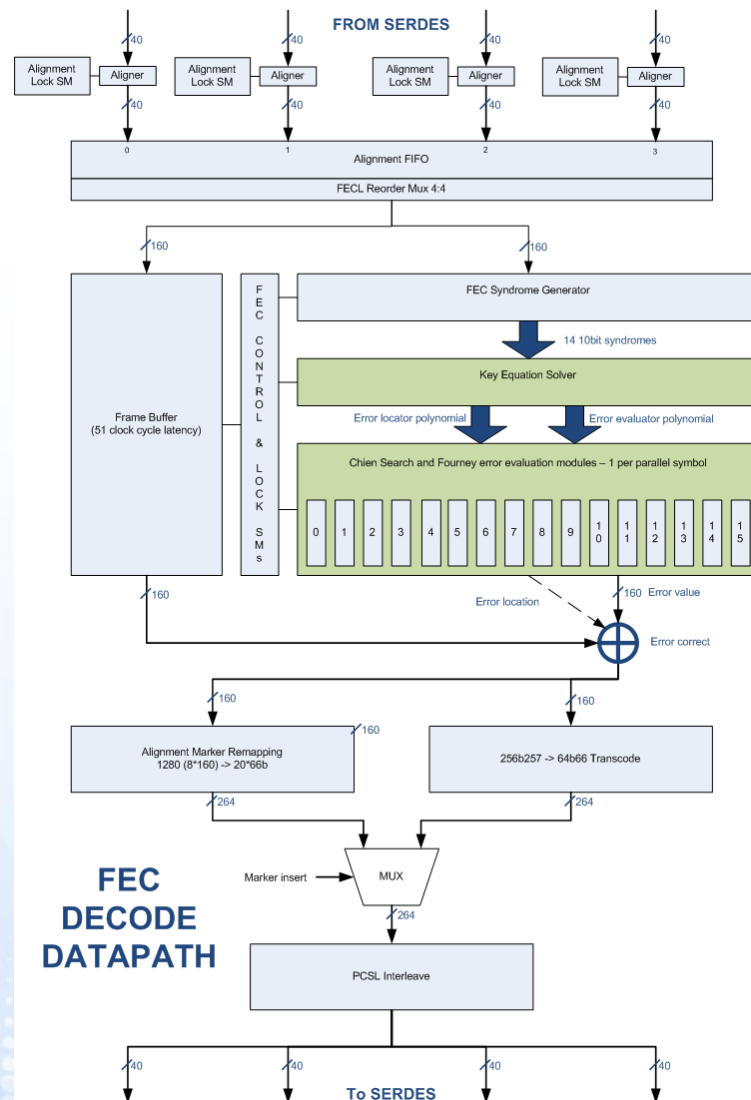 FROM SERDES
40
40
40
40
Alignment
Lock SM
Aligner
Alignment
Lock SM
Aligner
Alignment
Lock SM
Aligner
Alignment
Lock SM
Aligner
40
40
40
40
0
1
2
3
Alignment FIFO
FECL Reorder Mux 4:4
160
160
Frame Buffer
(51 clock cycle latency)
F
E
C
C
O
N
T
R
O
L
&
L
O
C
K
S
M
s
FEC Syndrome Generator
14 10bit syndromes
Key Equation Solver
Error locator polynomial
Error evaluator polynomial
Chien Search and Fourney error evaluation modules – 1 per parallel symbol
0
1
2
3
4
5
6
7
8
9
1
0
1
1
1
2
1
3
1
4
1
5
160
Error location
160
Error value
Error correct
160
160
Alignment Marker Remapping
1280 (8*160) -> 20*66b
160
256b257 -> 64b66 Transcode
264
264
Marker insert
MUX
264
FEC
DECODE
DATAPATH
PCSL Interleave
40
40
40
40
To SERDES